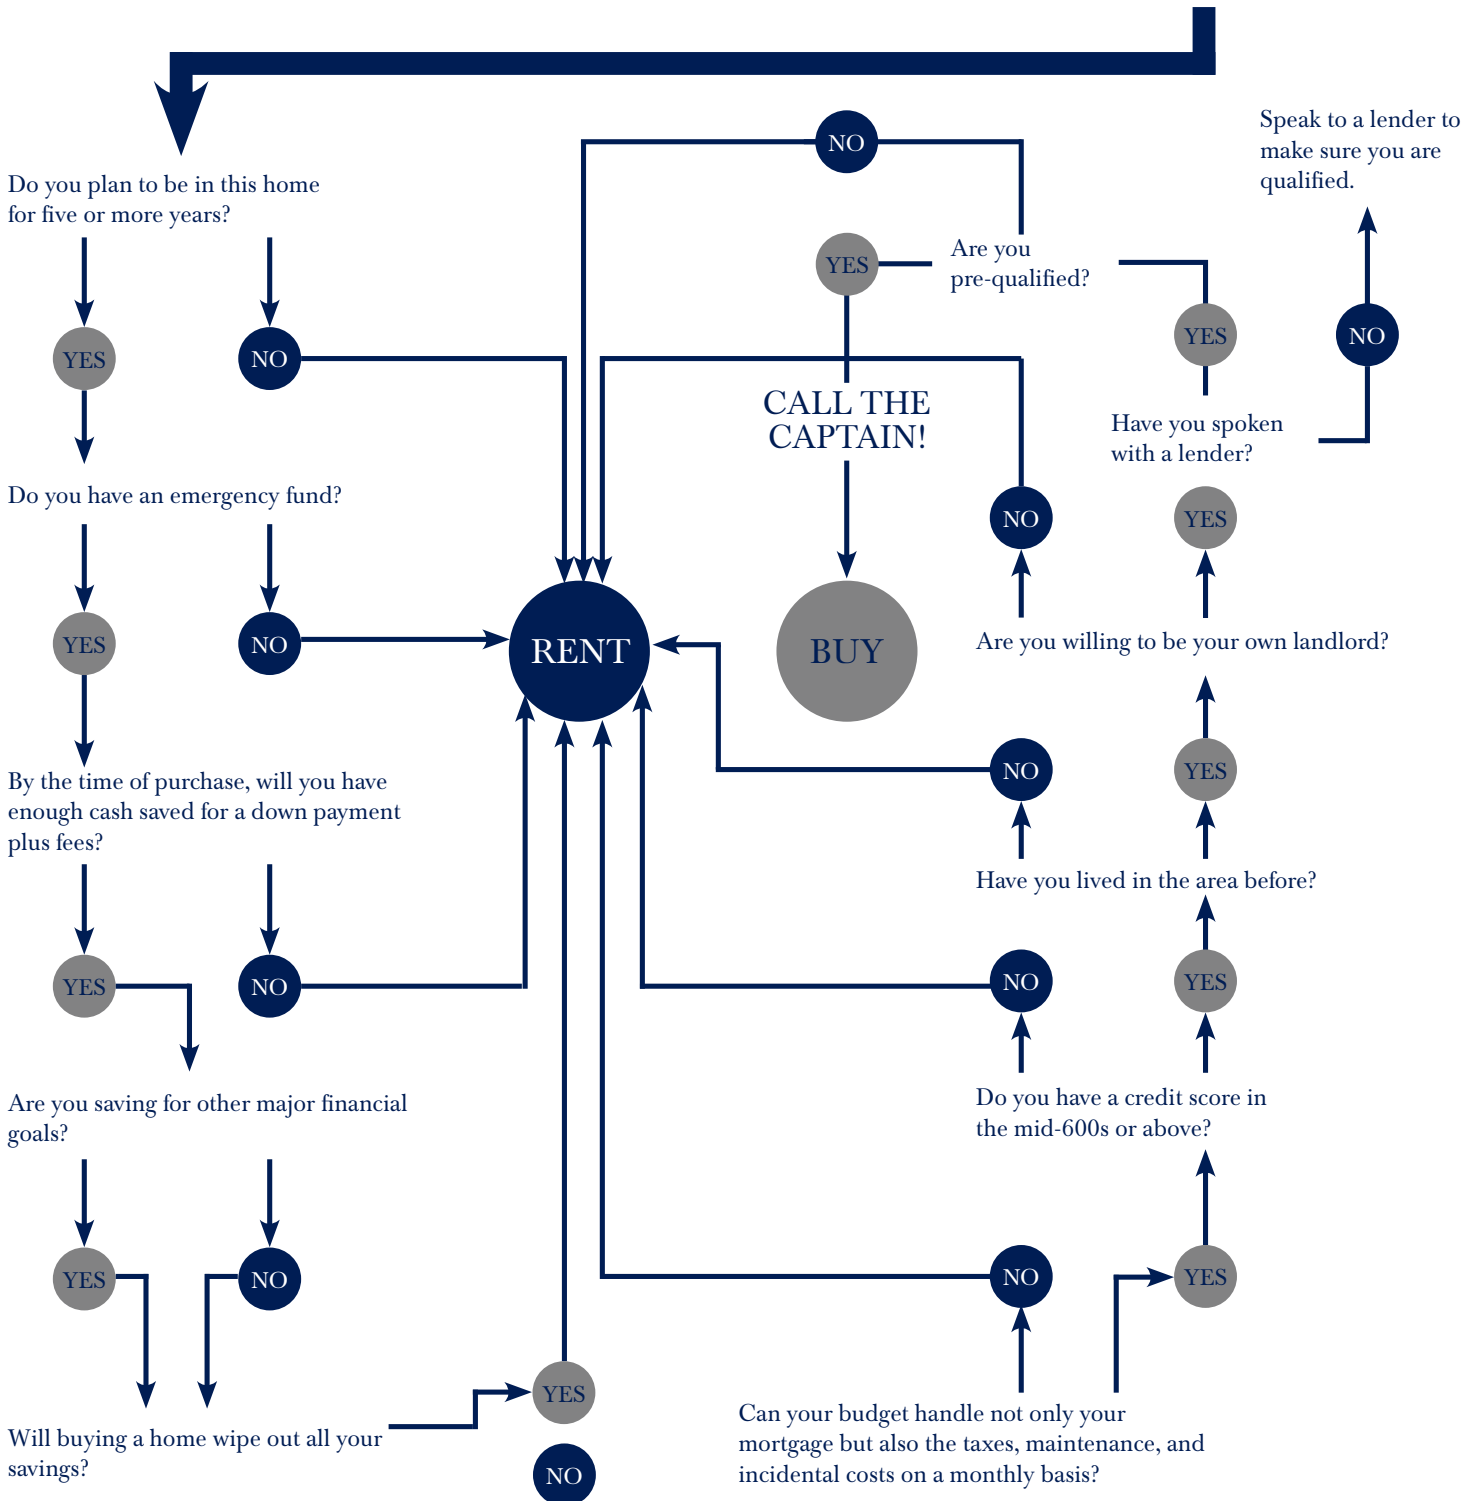 Do you plan to be in this home
for five or more years?
YES
NO
Do you have an emergency fund?
YES
NO
By the time of purchase, will you have
enough cash saved for a down payment
plus fees?
YES
NO
Are you saving for other major financial
goals?
YES
NO
Will buying a home wipe out all your
savings?
YES
NO
RENT
Can your budget handle not only your
mortgage but also the taxes, maintenance, and
incidental costs on a monthly basis?
NO
YES
Do you have a credit score in
the mid-600s or above?
NO
YES
Have you lived in the area before?
NO
YES
Are you willing to be your own landlord?
NO
YES
Have you spoken
with a lender?
YES
NO
Speak to a lender to
make sure you are
qualified.
Are you
pre-qualified?
NO
YES
CALL THE
CAPTAIN!
BUY